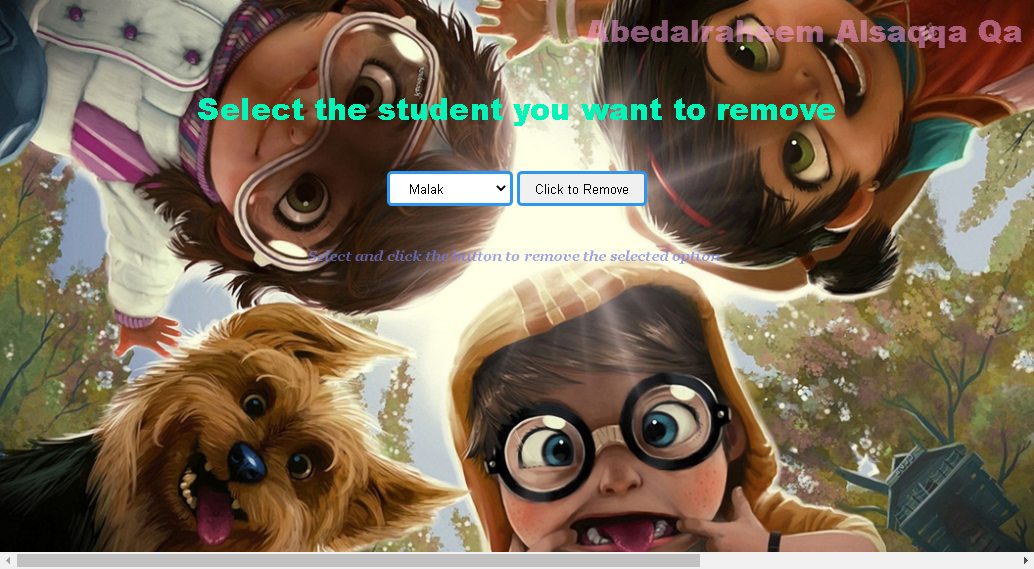 Abedalraheem Alsaqqa Qa
Select the student you want to remove
Malak Click to Remove
Select and click the button to remove the selected option